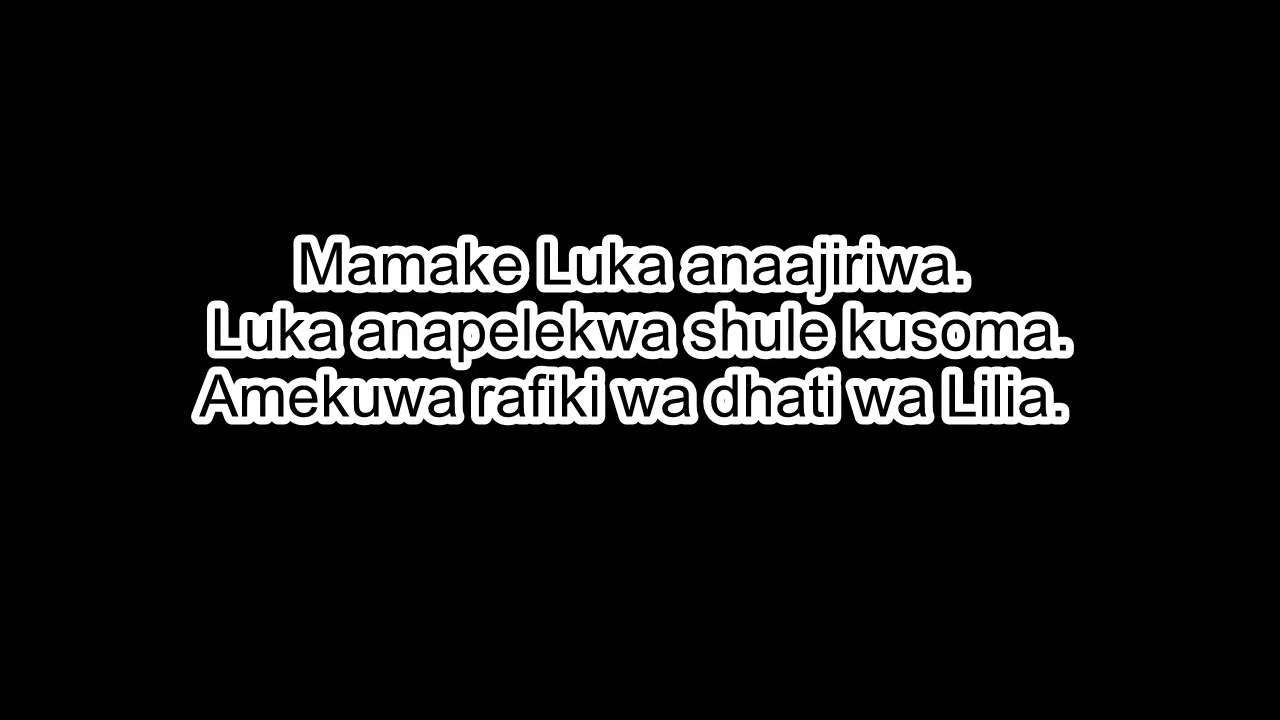 Mamake Luka anaajiriwa.
Luka anapelekwa shule kusoma.
Amekuwa rafiki wa dhati wa Lilia.